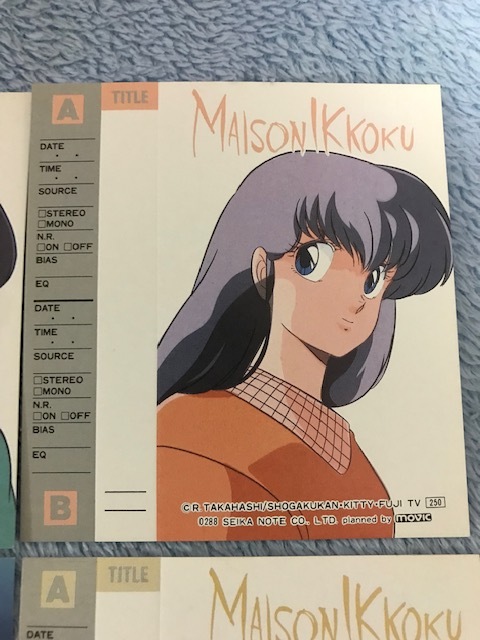 A
TITLE
MAISON IKKOKU
DATE
. .
TIME
. .
SOURCE
□STEREO
□MONO
N.R.
□ON □OFF
BIAS
EQ
DATE
. .
TIME
. .
SOURCE
□STEREO
□MONO
N.R.
□ON □OFF
BIAS
EQ
B
©R.TAKAHASHI/SHOGAKUKAN・KITTY・FUJI TV 250
0288 SEIKA NOTE CO., LTD. planned by movic
A
TITLE
MAISON IKKOKU
DATE